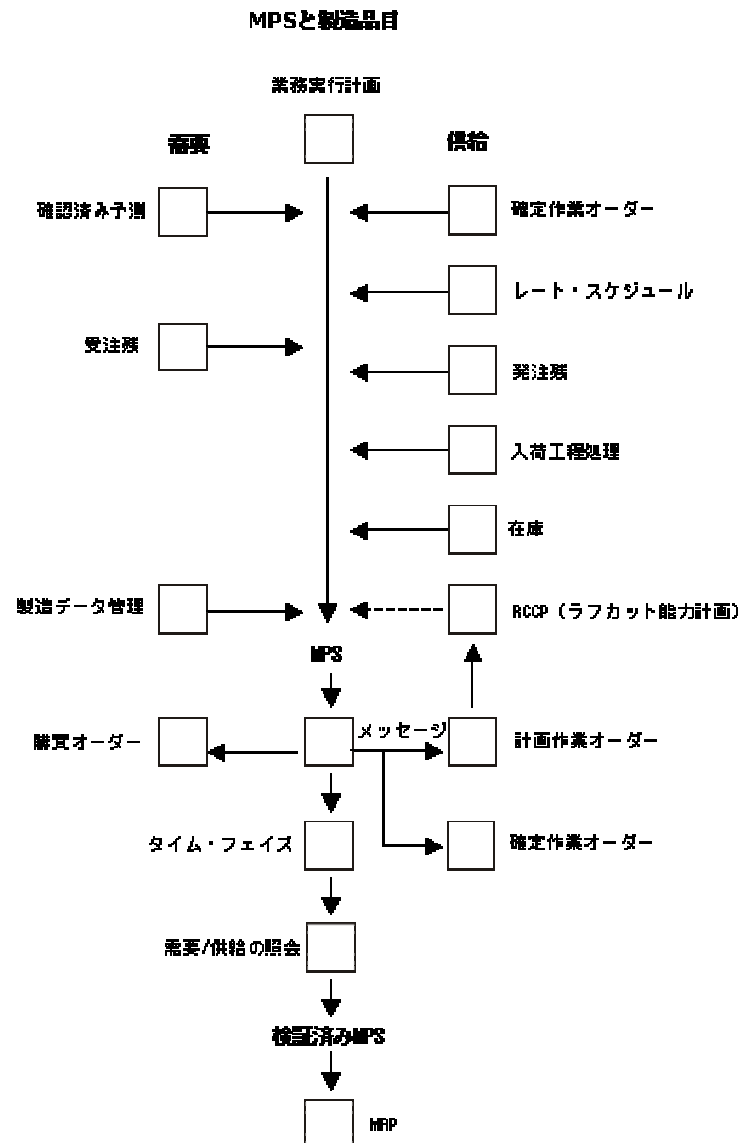 MPSと製造品目
業務実行計画
需要
供給
確認済み予測
確定作業オーダー
レート・スケジュール
受注残
発注残
入荷工程処理
在庫
製造データ管理
RCCP（ラフカット能力計画）
MPS
メッセージ
購買オーダー
計画作業オーダー
タイム・フェイズ
確定作業オーダー
需要/供給の照会
検証済みMPS
MRP